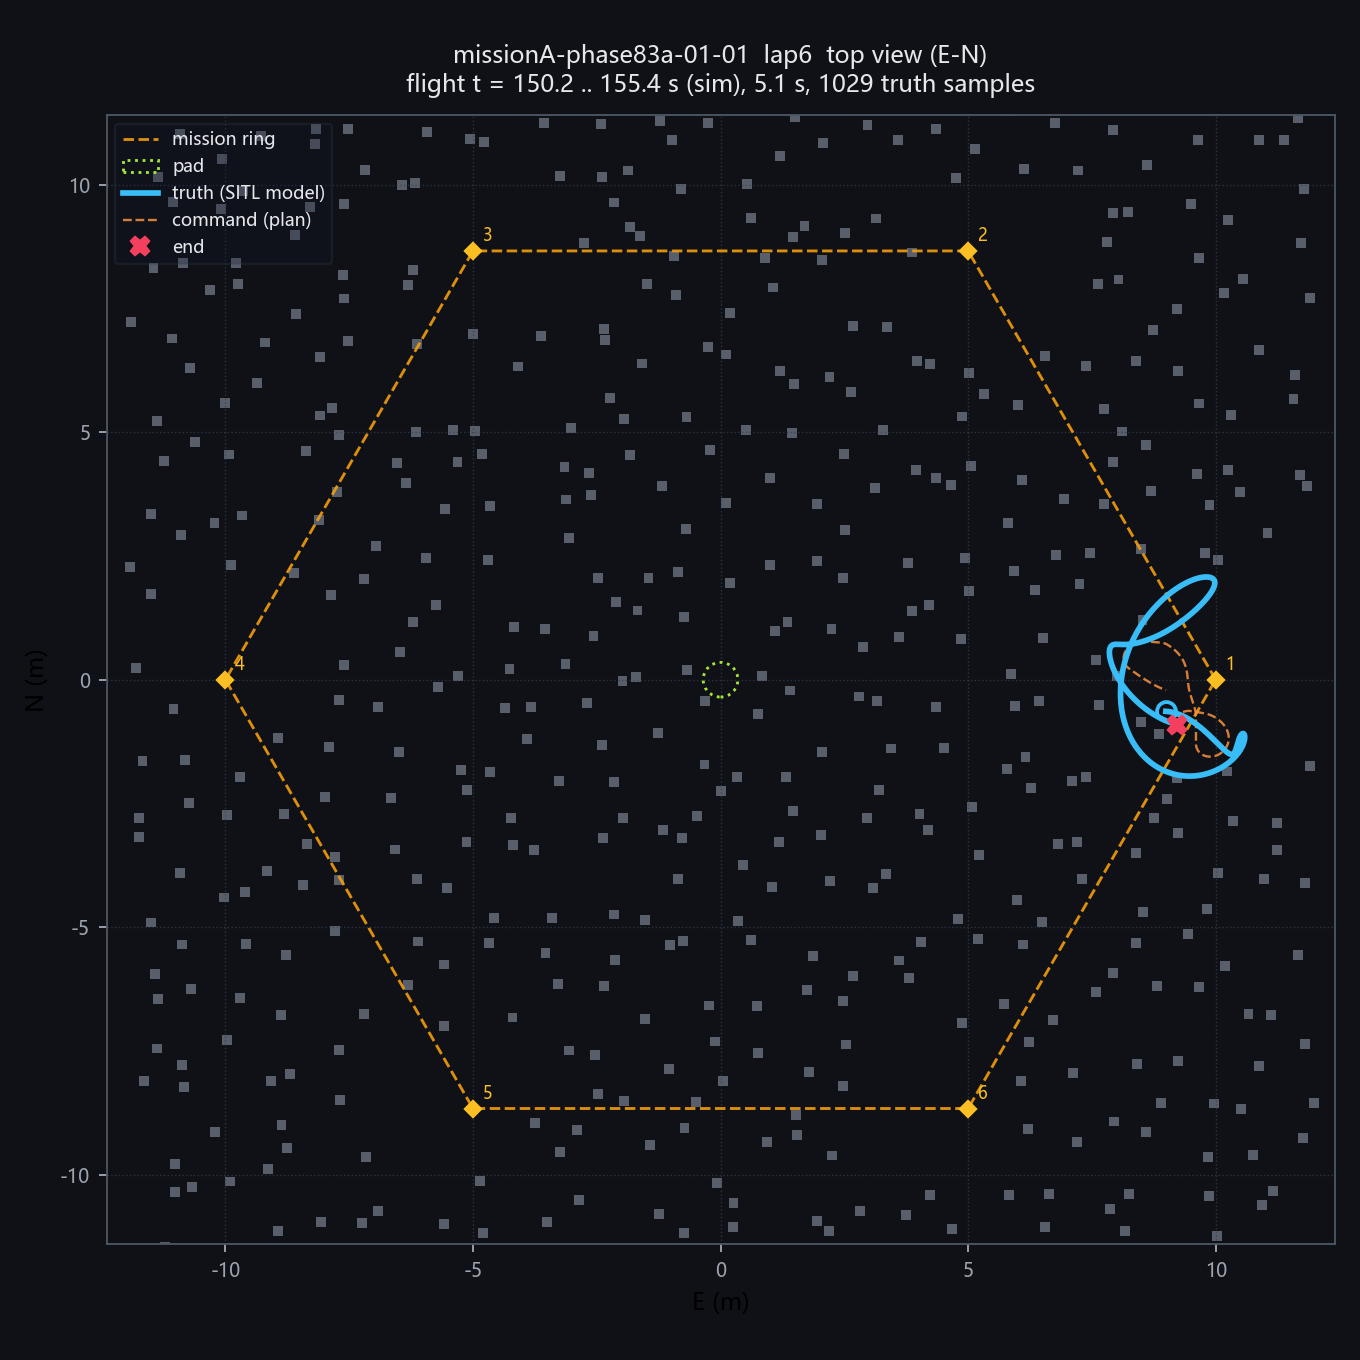 missionA-phase83a-01-01  lap6  top view (E-N)
flight t = 150.2 .. 155.4 s (sim), 5.1 s, 1029 truth samples
mission ring
pad
truth (SITL model)
command (plan)
end
3
2
4
1
5
6
10
5
0
-5
-10
N (m)
-10
-5
0
5
10
E (m)